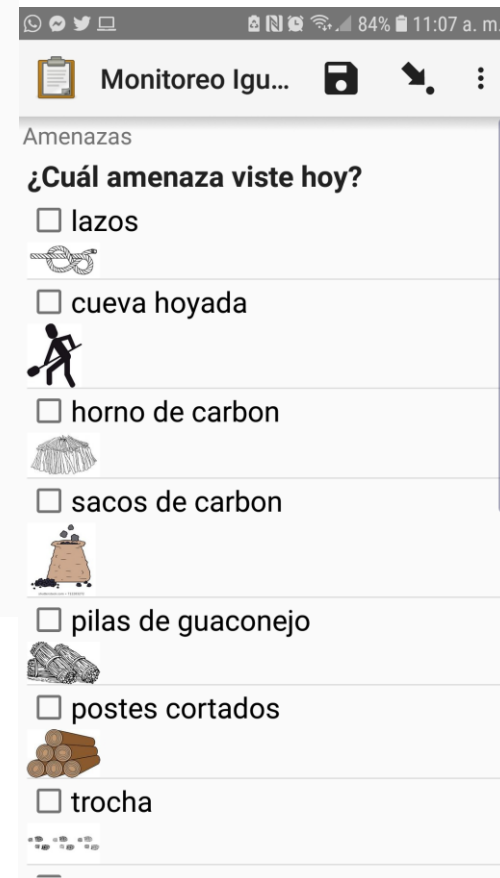 84% 11:07 a. m.
Monitoreo Igu...
Amenazas
¿Cuál amenaza viste hoy?
lazos
cueva hoyada
horno de carbon
sacos de carbon
pilas de guaconejo
postes cortados
trocha